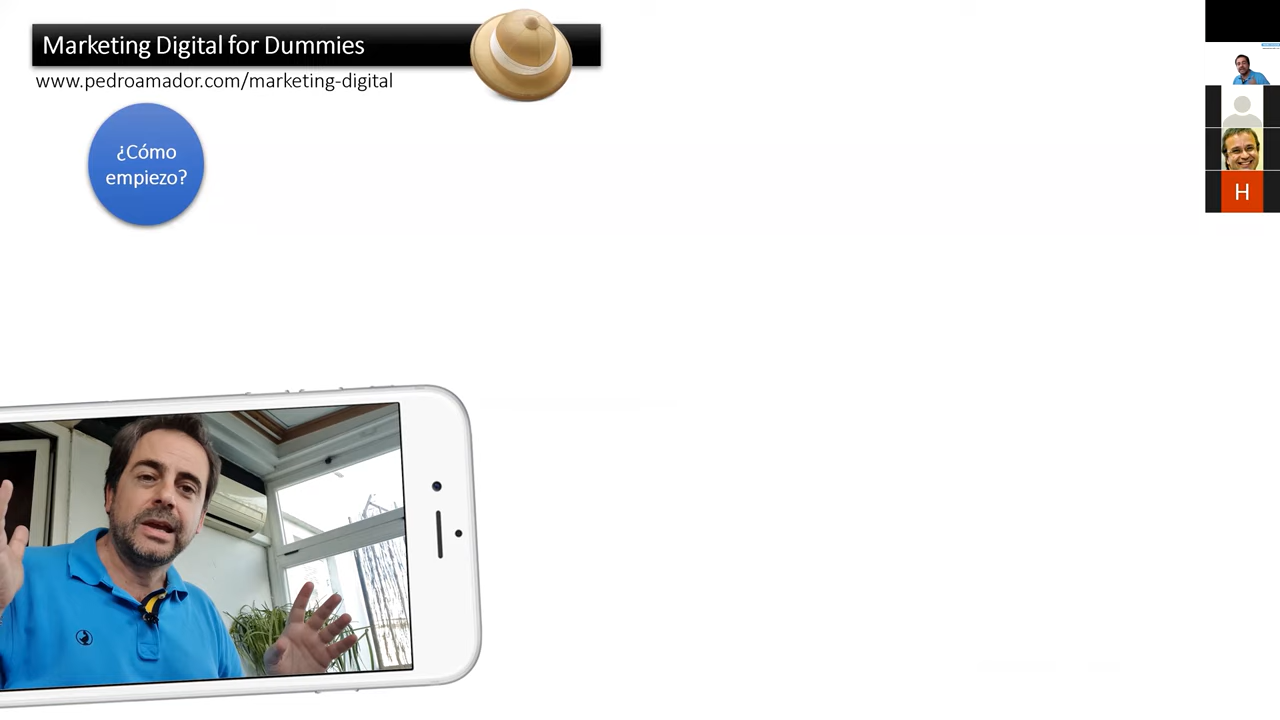 Marketing Digital for Dummies
www.pedroamador.com/marketing-digital
¿Cómo
empiezo?
H